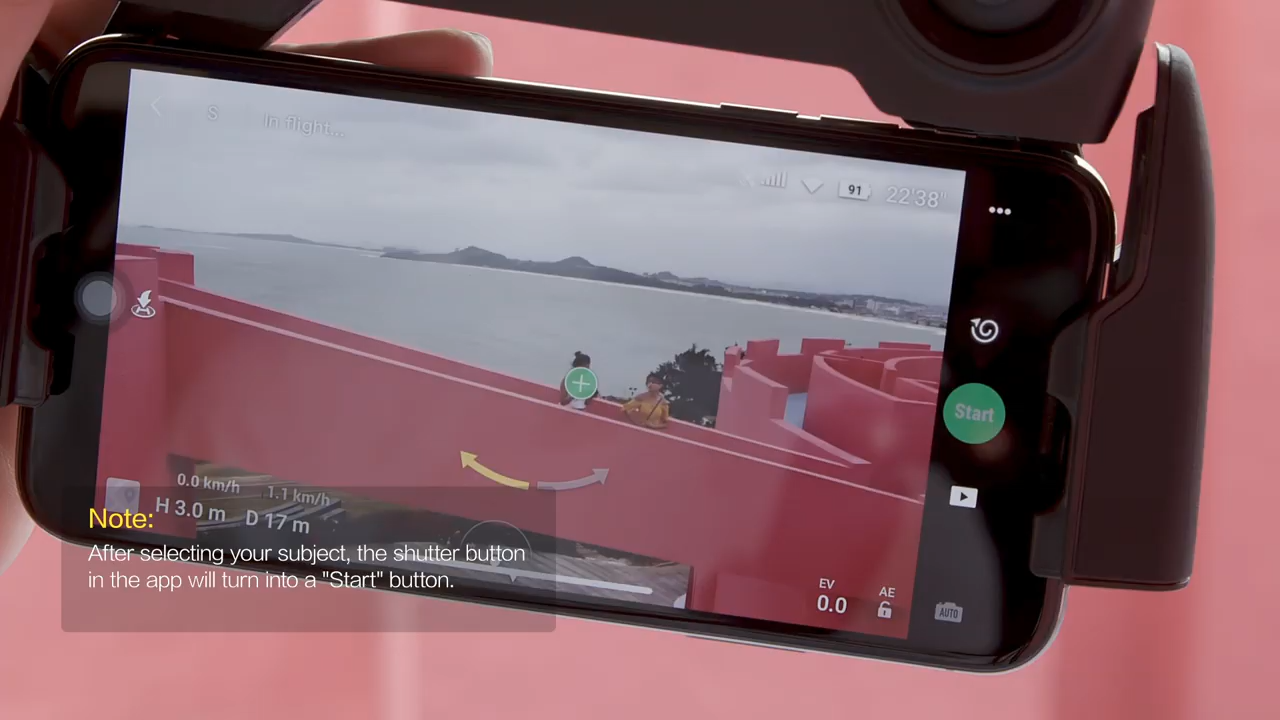 S In flight...
91 22'38"
Start
0.0 km/h 1.1 km/h
H 3.0 m D 17 m
Note:
After selecting your subject, the shutter button
in the app will turn into a "Start" button.
EV AE
0.0
AUTO